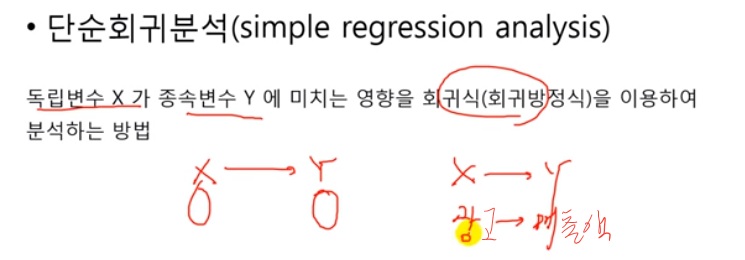 • 단순회귀분석(simple regression analysis)
독립변수 X 가 종속변수 Y 에 미치는 영향을 회귀식(회귀방정식)을 이용하여
분석하는 방법
X → Y X → Y
광고 → 매출액